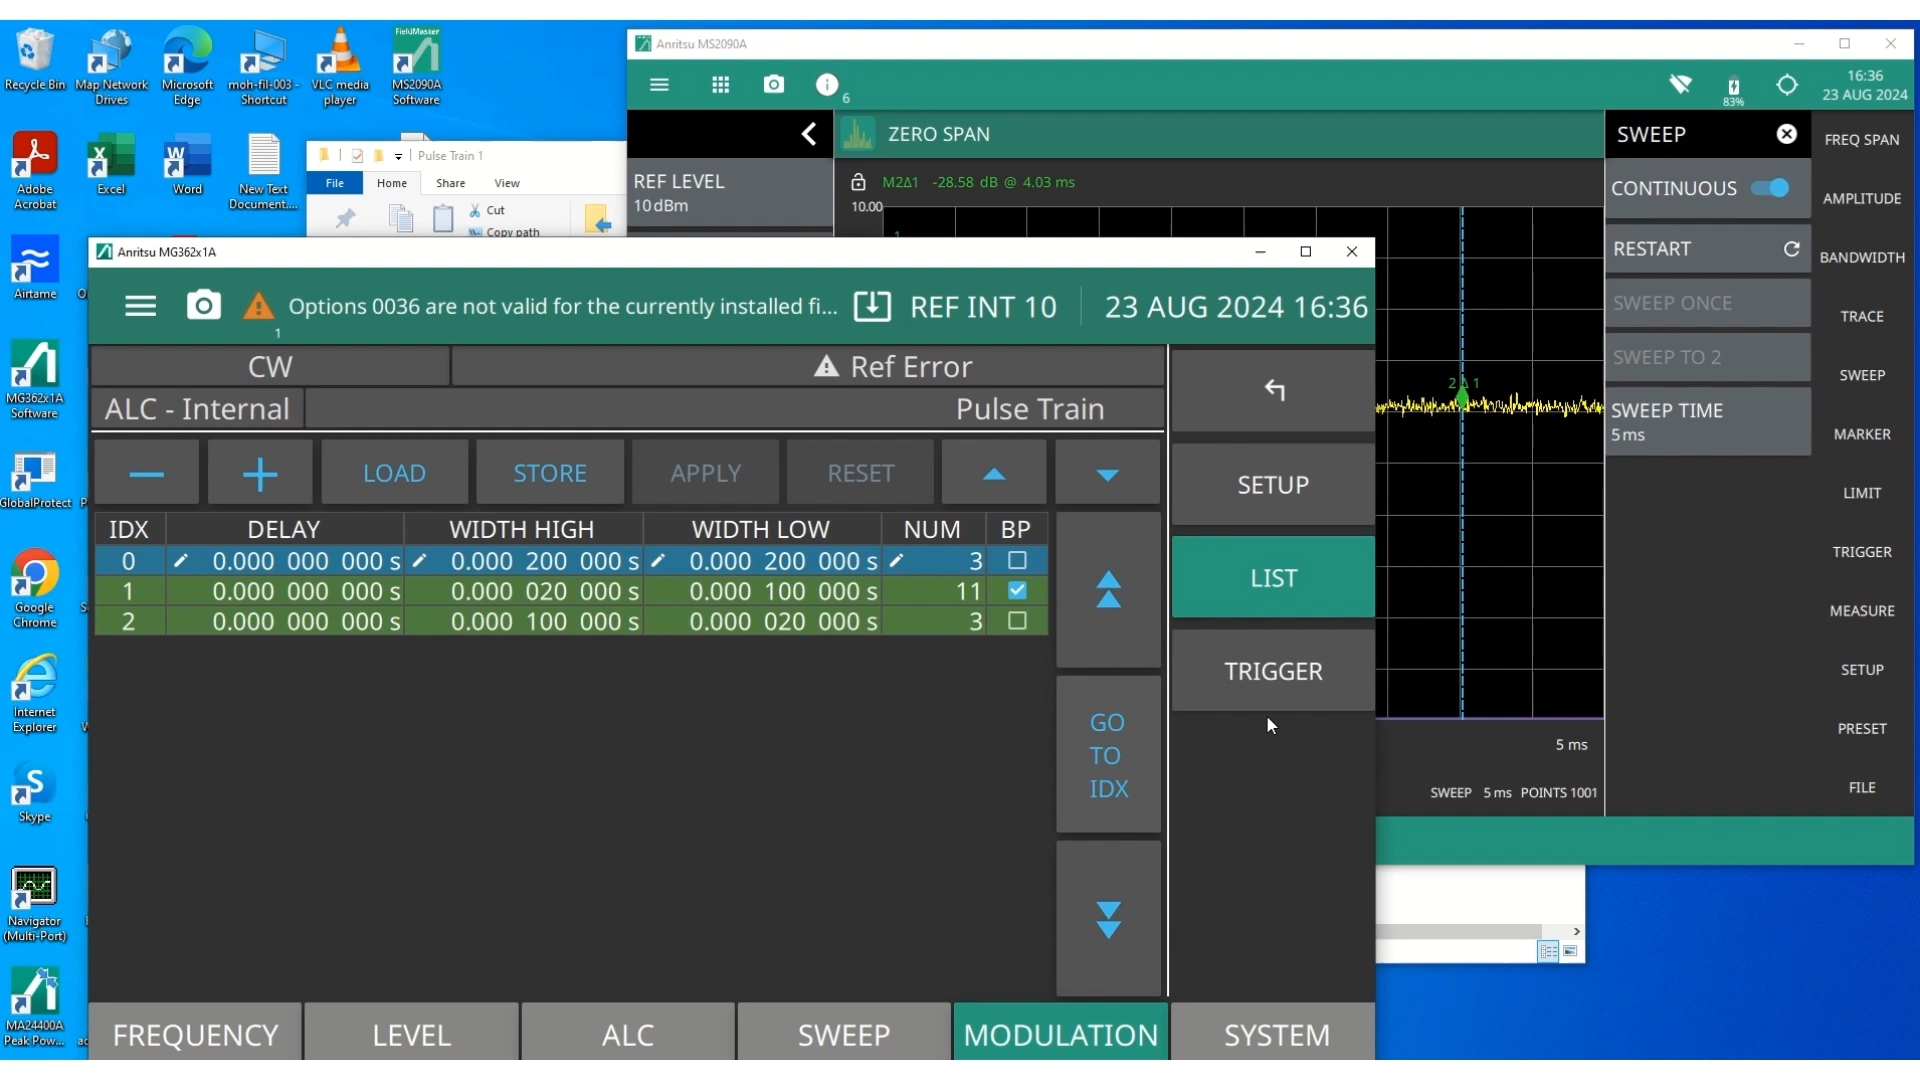 Recycle Bin
Map Network
Drives
Microsoft
Edge
moh-fil-003 -
Shortcut
VLC media
player
FieldMaster
MS2090A
Software
Adobe
Acrobat
Excel
Word
New Text
Document....
Airtame
MG362x1A
Software
GlobalProtect
Google
Chrome
Internet
Explorer
Skype
Navigator
(Multi-Port)
MA24400A
Peak Pow...
Pulse Train 1
File
Home
Share
View
Cut
Copy path
Anritsu MS2090A
6
83%
16:36
23 AUG 2024
ZERO SPAN
REF LEVEL
10 dBm
M2Δ1 -28.58 dB @ 4.03 ms
10.00
1
2 Δ 1
5 ms
SWEEP 5 ms POINTS 1001
SWEEP
CONTINUOUS
RESTART
SWEEP ONCE
SWEEP TO 2
SWEEP TIME
5 ms
FREQ SPAN
AMPLITUDE
BANDWIDTH
TRACE
SWEEP
MARKER
LIMIT
TRIGGER
MEASURE
SETUP
PRESET
FILE
Anritsu MG362x1A
1
Options 0036 are not valid for the currently installed fi...
REF INT 10
23 AUG 2024 16:36
CW
Ref Error
ALC - Internal
Pulse Train
LOAD
STORE
APPLY
RESET
IDX DELAY WIDTH HIGH WIDTH LOW NUM BP
0 0.000 000 000 s 0.000 200 000 s 0.000 200 000 s 3
1 0.000 000 000 s 0.000 020 000 s 0.000 100 000 s 11
2 0.000 000 000 s 0.000 100 000 s 0.000 020 000 s 3
GO
TO
IDX
SETUP
LIST
TRIGGER
FREQUENCY
LEVEL
ALC
SWEEP
MODULATION
SYSTEM